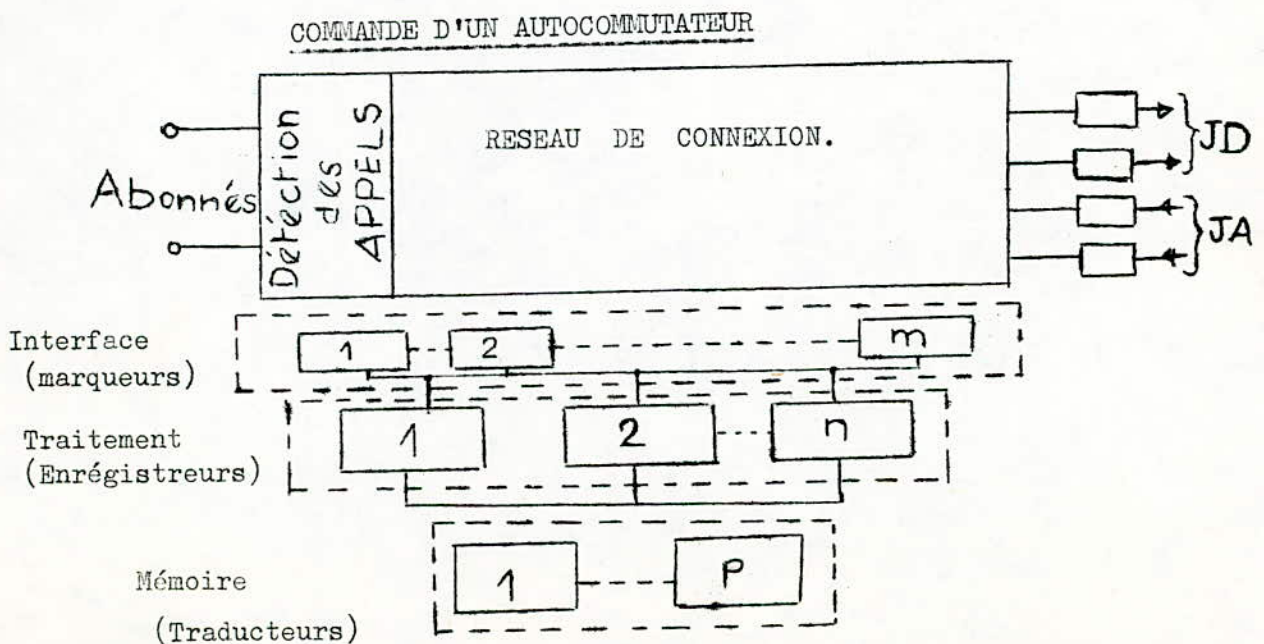 COMMANDE D'UN AUTOCOMMUTATEUR
Abonnés
Détéction
des
APPELS
RESEAU DE CONNEXION.
JD
JA
Interface
(marqueurs)
1
2
m
Traitement
(Enrégistreurs)
1
2
n
Mémoire
(Traducteurs)
1
P